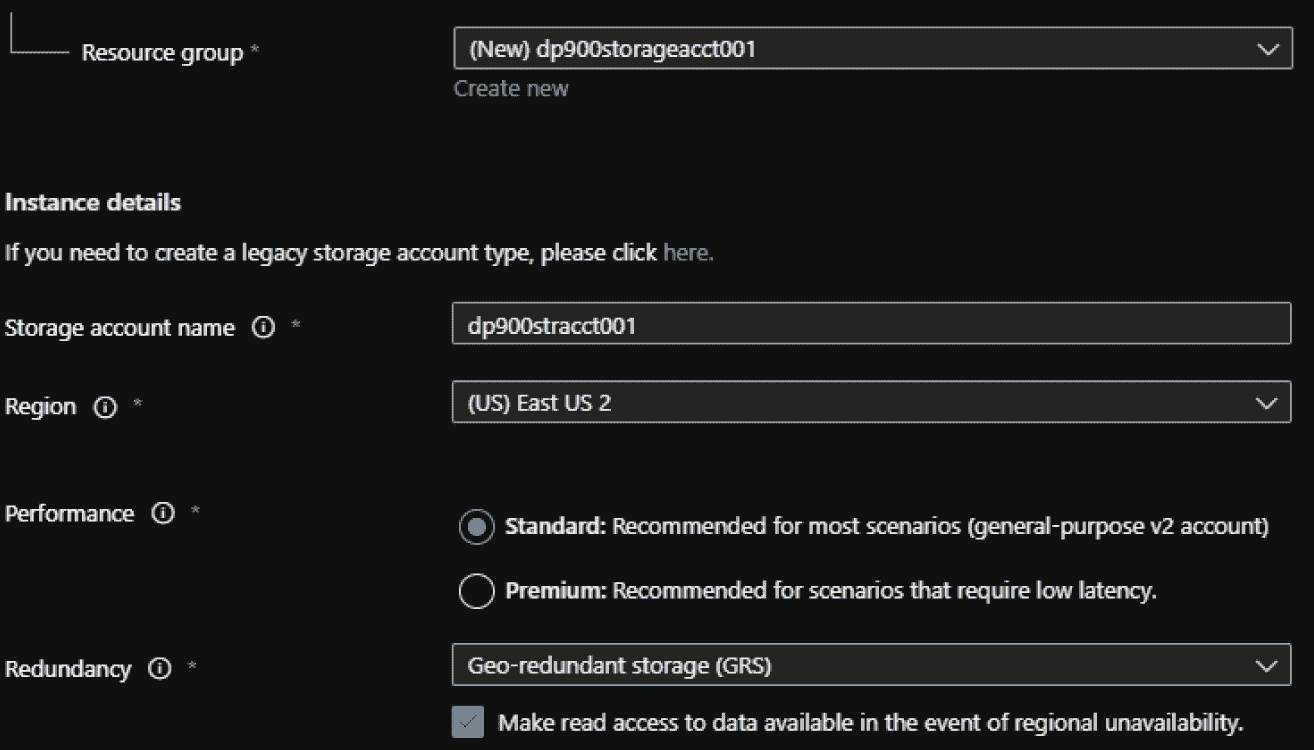 Resource group * (New) dp900storageacct001
Create new
Instance details
If you need to create a legacy storage account type, please click here.
Storage account name * dp900stracct001
Region * (US) East US 2
Performance * Standard: Recommended for most scenarios (general-purpose v2 account)
Premium: Recommended for scenarios that require low latency.
Redundancy * Geo-redundant storage (GRS)
Make read access to data available in the event of regional unavailability.